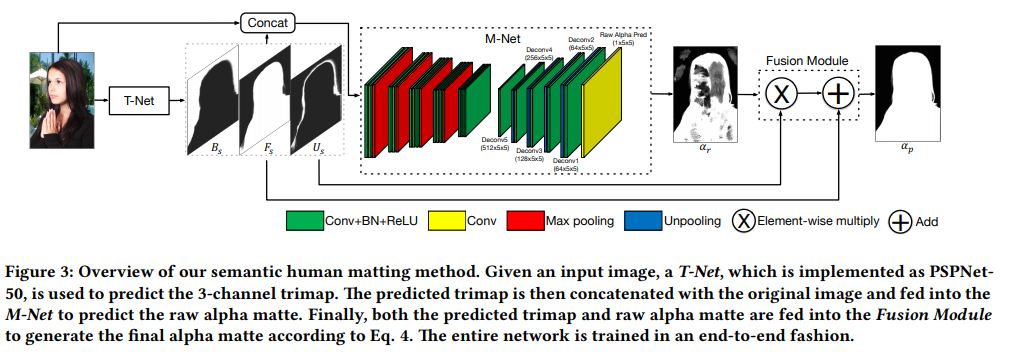 Concat
M-Net
T-Net
B_s
F_s
U_s
Deconv5
(512x5x5)
Deconv4
(256x5x5)
Deconv3
(128x5x5)
Deconv2
(64x5x5)
Deconv1
(64x5x5)
Raw Alpha Pred
(1x5x5)
α_r
Fusion Module
α_p
Conv+BN+ReLU
Conv
Max pooling
Unpooling
Element-wise multiply
Add
Figure 3: Overview of our semantic human matting method. Given an input image, a T-Net, which is implemented as PSPNet-
50, is used to predict the 3-channel trimap. The predicted trimap is then concatenated with the original image and fed into the
M-Net to predict the raw alpha matte. Finally, both the predicted trimap and raw alpha matte are fed into the Fusion Module
to generate the final alpha matte according to Eq. 4. The entire network is trained in an end-to-end fashion.